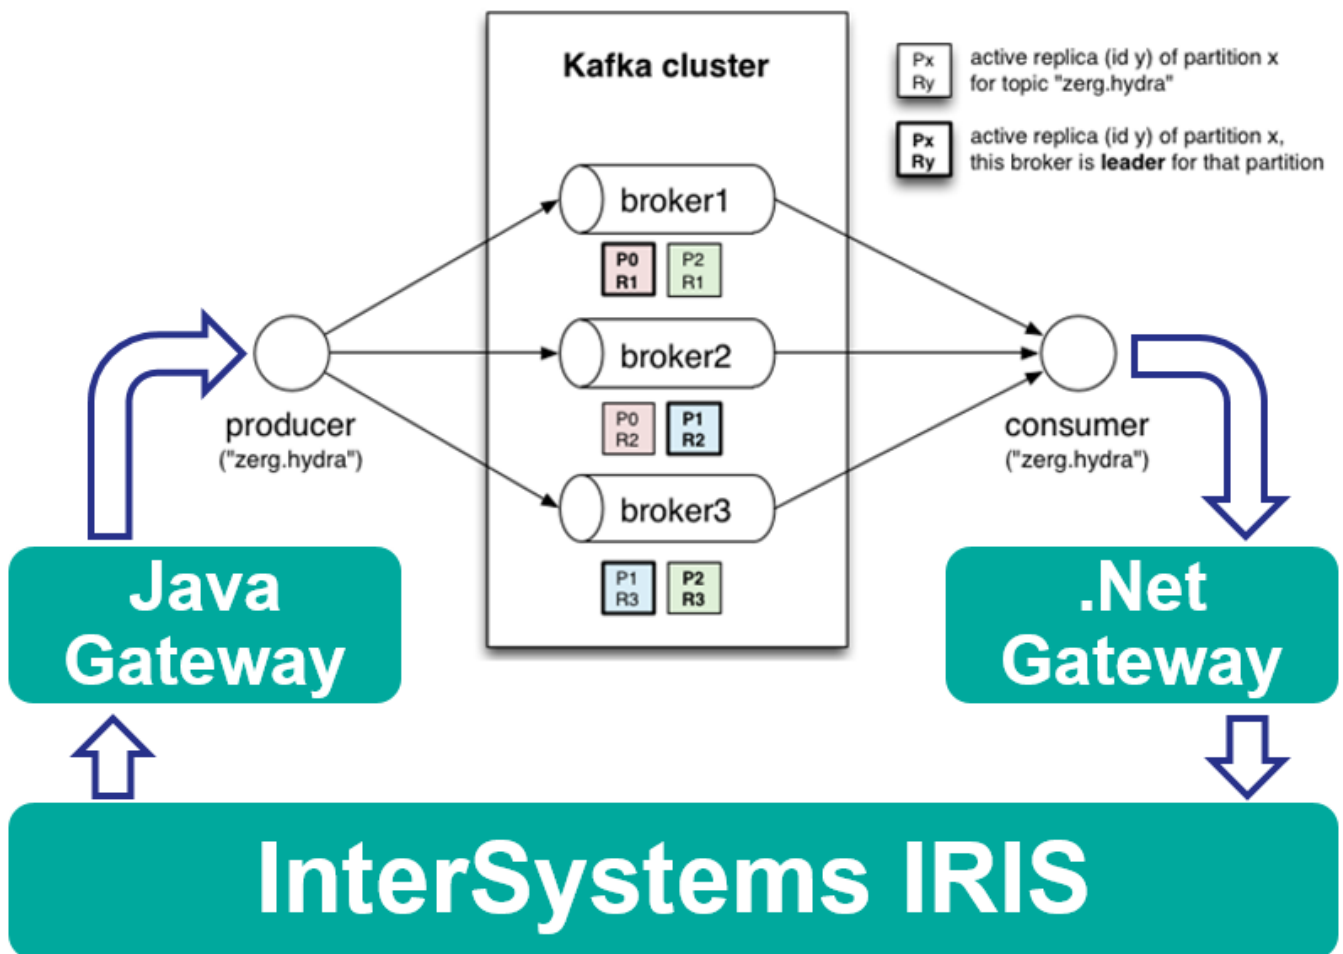 Kafka cluster
Px
Ry
active replica (id y) of partition x
for topic "zerg.hydra"
Px
Ry
active replica (id y) of partition x,
this broker is leader for that partition
broker1
P0
R1
P2
R1
broker2
P0
R2
P1
R2
broker3
P1
R3
P2
R3
producer
("zerg.hydra")
consumer
("zerg.hydra")
Java
Gateway
.Net
Gateway
InterSystems IRIS